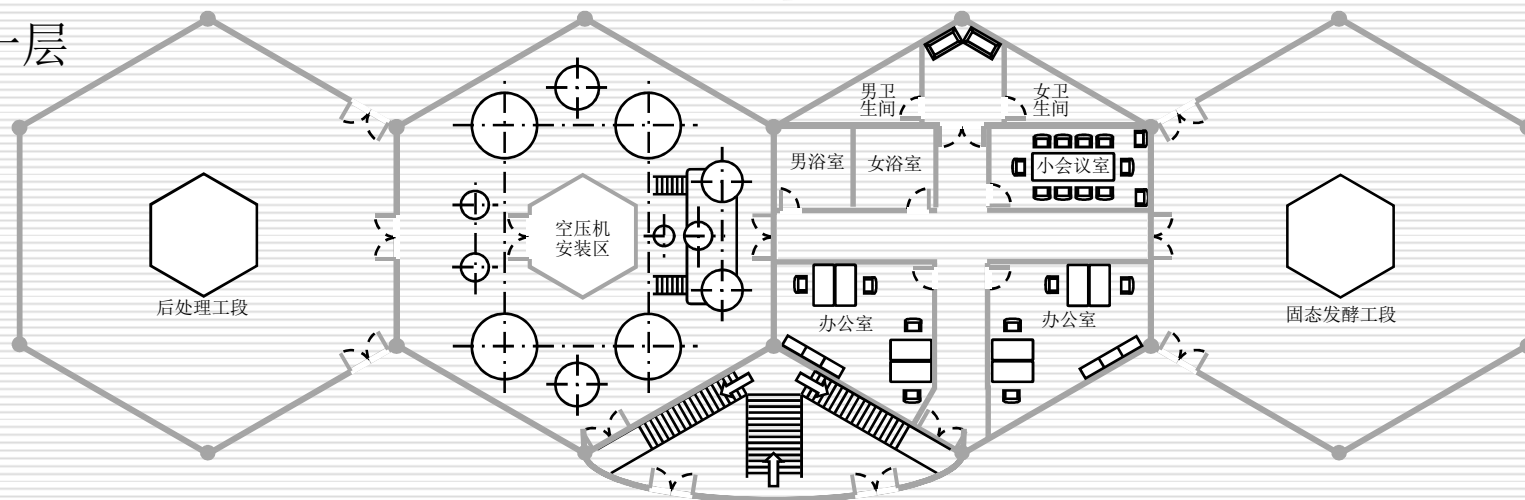 一层
男卫
生间
女卫
生间
男浴室
女浴室
小会议室
空压机
安装区
后处理工段
办公室
办公室
固态发酵工段